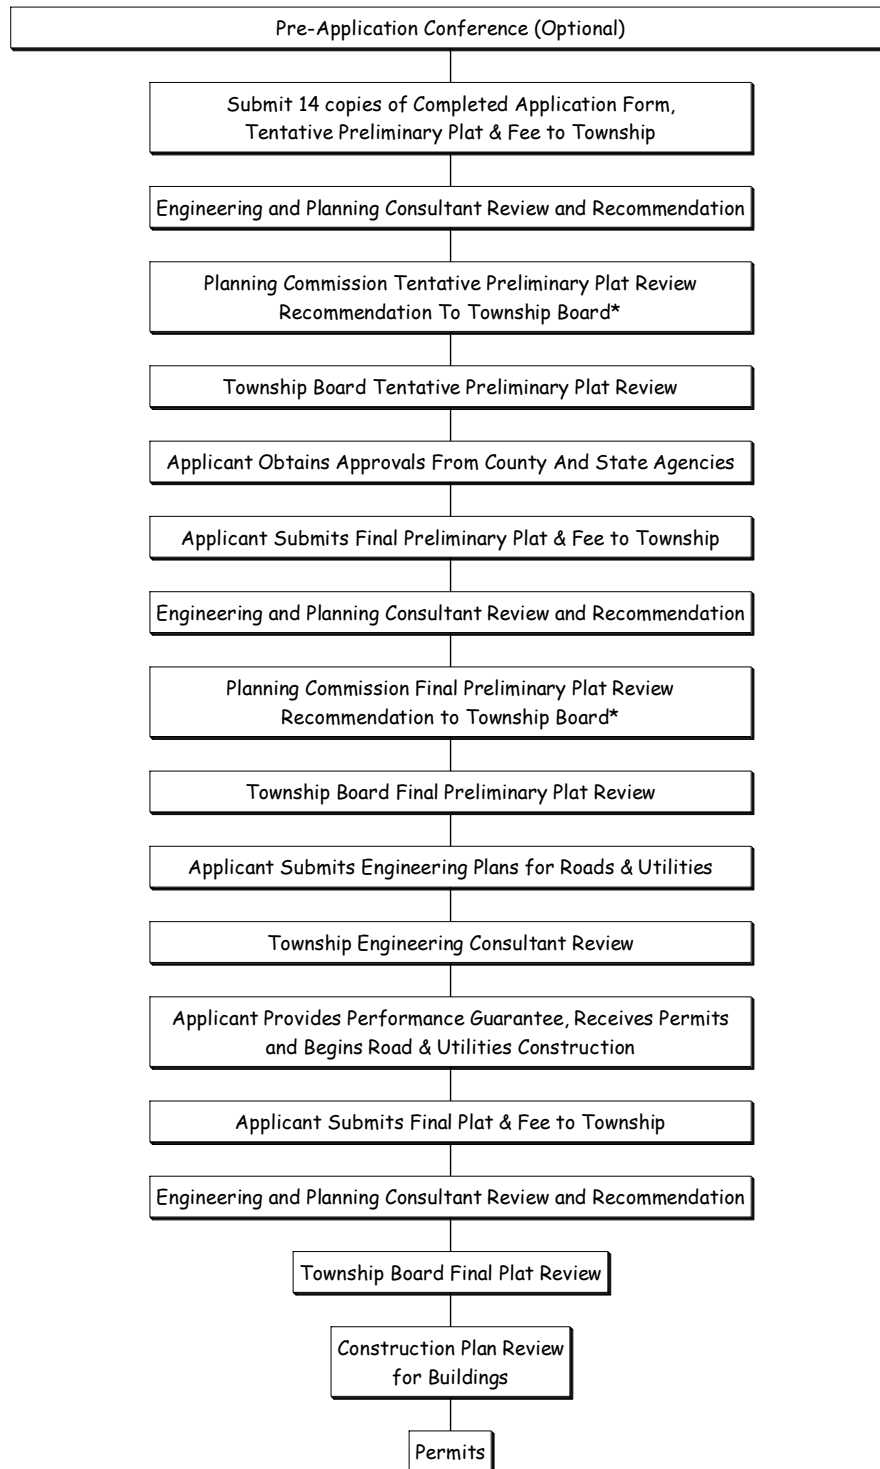 Pre-Application Conference (Optional)
Submit 14 copies of Completed Application Form,
Tentative Preliminary Plat & Fee to Township
Engineering and Planning Consultant Review and Recommendation
Planning Commission Tentative Preliminary Plat Review
Recommendation To Township Board*
Township Board Tentative Preliminary Plat Review
Applicant Obtains Approvals From County And State Agencies
Applicant Submits Final Preliminary Plat & Fee to Township
Engineering and Planning Consultant Review and Recommendation
Planning Commission Final Preliminary Plat Review
Recommendation to Township Board*
Township Board Final Preliminary Plat Review
Applicant Submits Engineering Plans for Roads & Utilities
Township Engineering Consultant Review
Applicant Provides Performance Guarantee, Receives Permits
and Begins Road & Utilities Construction
Applicant Submits Final Plat & Fee to Township
Engineering and Planning Consultant Review and Recommendation
Township Board Final Plat Review
Construction Plan Review
for Buildings
Permits